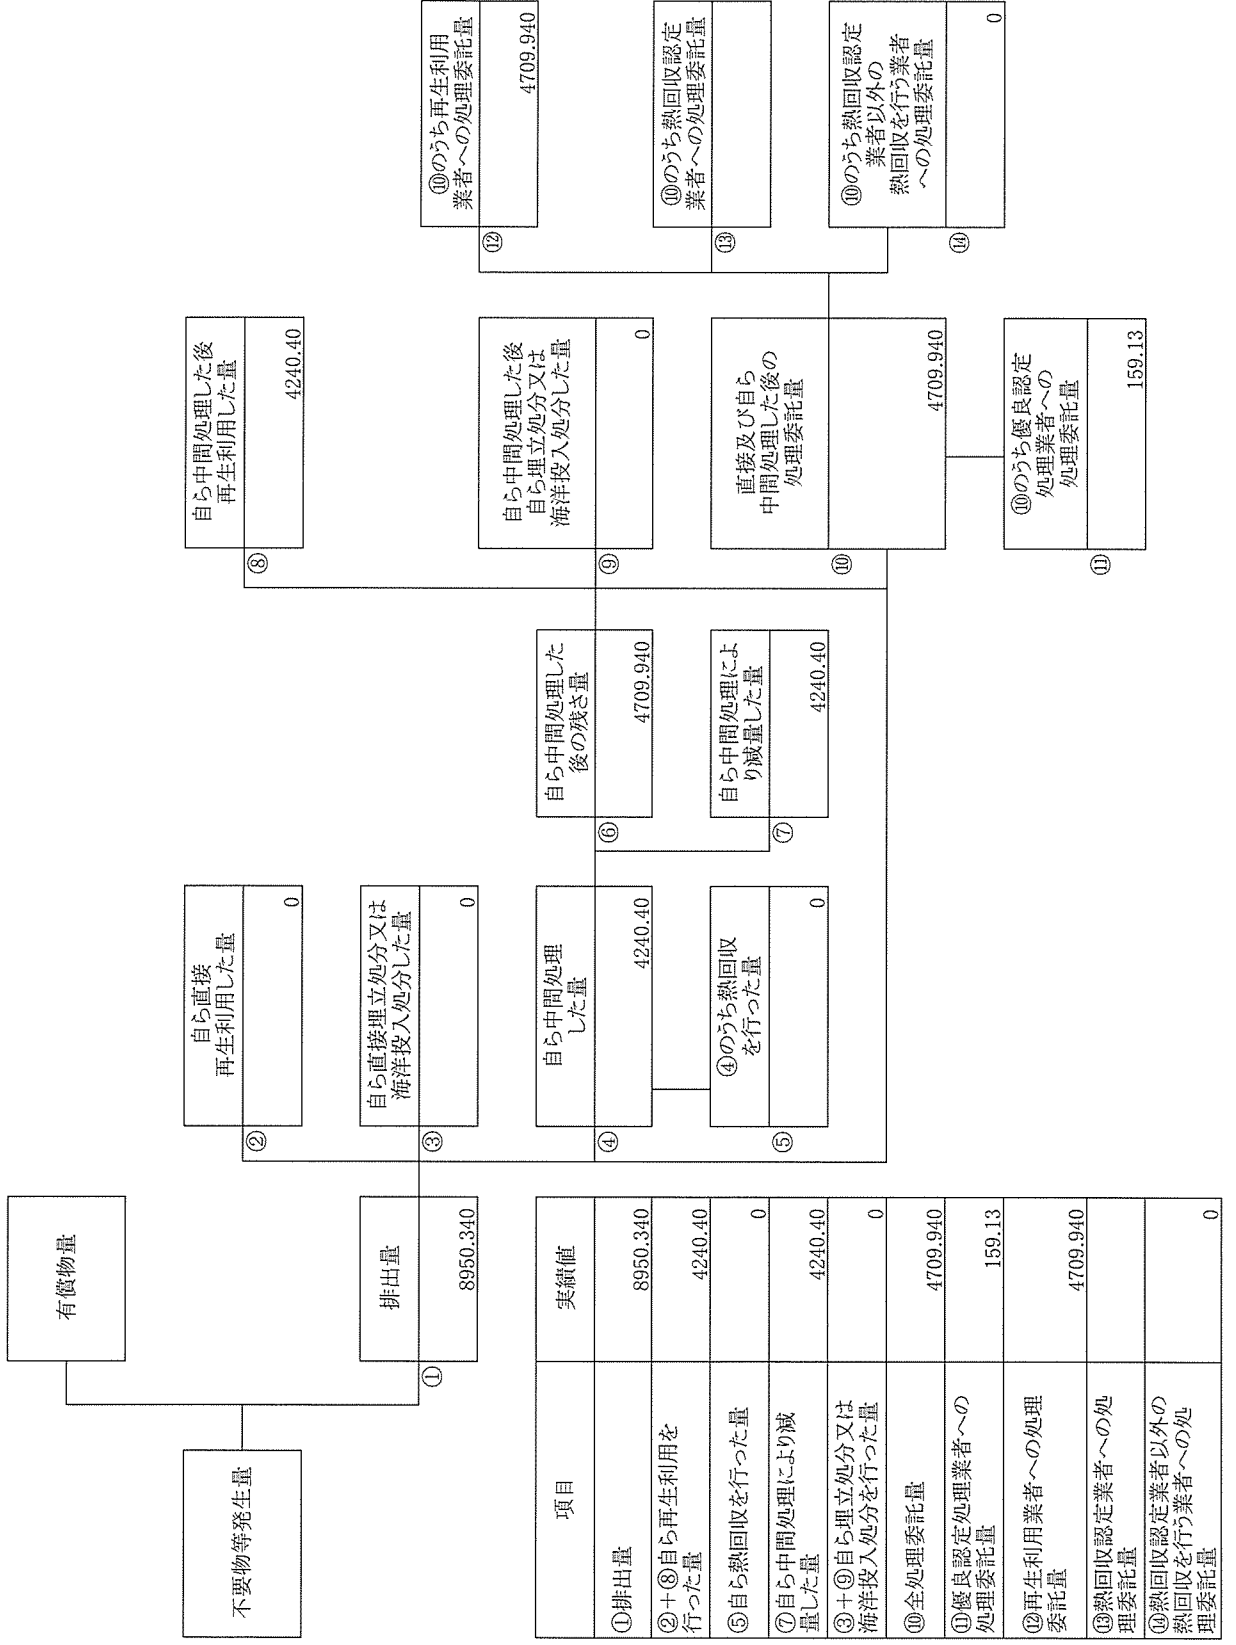 不要物等発生量
有償物量
排出量
①
8950.340
自ら直接
再生利用した量
②
0
自ら直接埋立処分又は
海洋投入処分した量
③
0
自ら中間処理
した量
④
4240.40
④のうち熱回収
を行った量
⑤
0
自ら中間処理した
後の残さ量
⑥
4709.940
自ら中間処理によ
り減量した量
⑦
4240.40
自ら中間処理した後
再生利用した量
⑧
4240.40
自ら中間処理した後
自ら埋立処分又は
海洋投入処分した量
⑨
0
直接及び自ら
中間処理した後の
処理委託量
⑩
4709.940
⑩のうち優良認定
処理業者への
処理委託量
⑪
159.13
⑩のうち再生利用
業者への処理委託量
⑫
4709.940
⑩のうち熱回収認定
業者への処理委託量
⑬
⑩のうち熱回収認定
業者以外の
熱回収を行う業者
への処理委託量
⑭
0
項目 実績値
①排出量 8950.340
②+⑧自ら再生利用を
行った量 4240.40
⑤自ら熱回収を行った量 0
⑦自ら中間処理により減
量した量 4240.40
③+⑨自ら埋立処分又は
海洋投入処分を行った量 0
⑩全処理委託量 4709.940
⑪優良認定処理業者への
処理委託量 159.13
⑫再生利用業者への処理
委託量 4709.940
⑬熱回収認定業者への処
理委託量
⑭熱回収認定業者以外の
熱回収を行う業者への処
理委託量 0